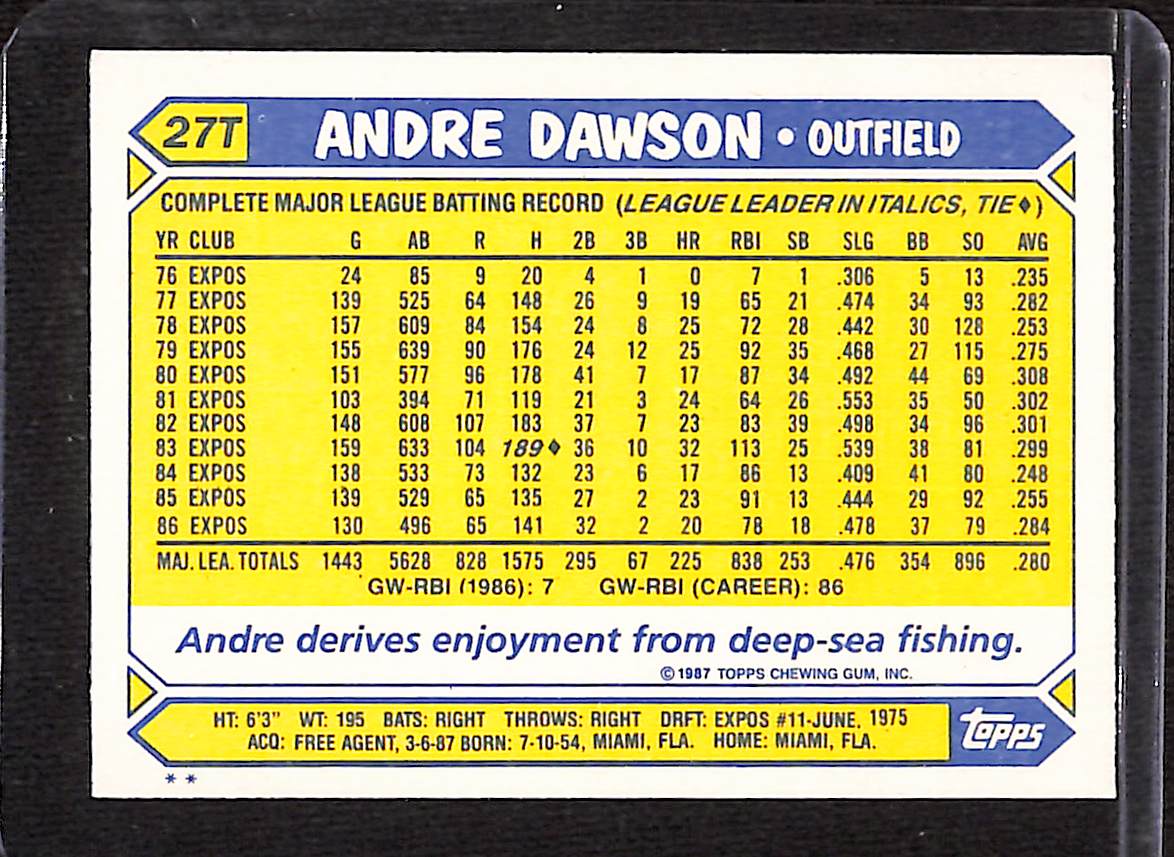 27T ANDRE DAWSON • OUTFIELD
COMPLETE MAJOR LEAGUE BATTING RECORD (LEAGUE LEADER IN ITALICS, TIE♦)
YR CLUB G AB R H 2B 3B HR RBI SB SLG BB SO AVG
76 EXPOS 24 85 9 20 4 1 0 7 1 .306 5 13 .235
77 EXPOS 139 525 64 148 26 9 19 65 21 .474 34 93 .282
78 EXPOS 157 609 84 154 24 8 25 72 28 .442 30 128 .253
79 EXPOS 155 639 90 176 24 12 25 92 35 .468 27 115 .275
80 EXPOS 151 577 96 178 41 7 17 87 34 .492 44 69 .308
81 EXPOS 103 394 71 119 21 3 24 64 26 .553 35 50 .302
82 EXPOS 148 608 107 183 37 7 23 83 39 .498 34 96 .301
83 EXPOS 159 633 104 189♦ 36 10 32 113 25 .539 38 81 .299
84 EXPOS 138 533 73 132 23 6 17 86 13 .409 41 80 .248
85 EXPOS 139 529 65 135 27 2 23 91 13 .444 29 92 .255
86 EXPOS 130 496 65 141 32 2 20 78 18 .478 37 79 .284
MAJ. LEA. TOTALS 1443 5628 828 1575 295 67 225 838 253 .476 354 896 .280
GW-RBI (1986): 7 GW-RBI (CAREER): 86
Andre derives enjoyment from deep-sea fishing.
©1987 TOPPS CHEWING GUM, INC.
HT: 6'3" WT: 195 BATS: RIGHT THROWS: RIGHT DRFT: EXPOS #11-JUNE, 1975
ACQ: FREE AGENT, 3-6-87 BORN: 7-10-54, MIAMI, FLA. HOME: MIAMI, FLA.
topps
**